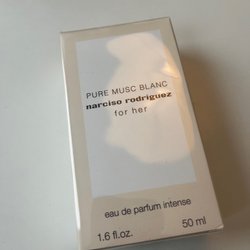 PURE MUSC BLANC
narciso rodriguez
for her
eau de parfum intense
1.6 fl.oz. 50 ml